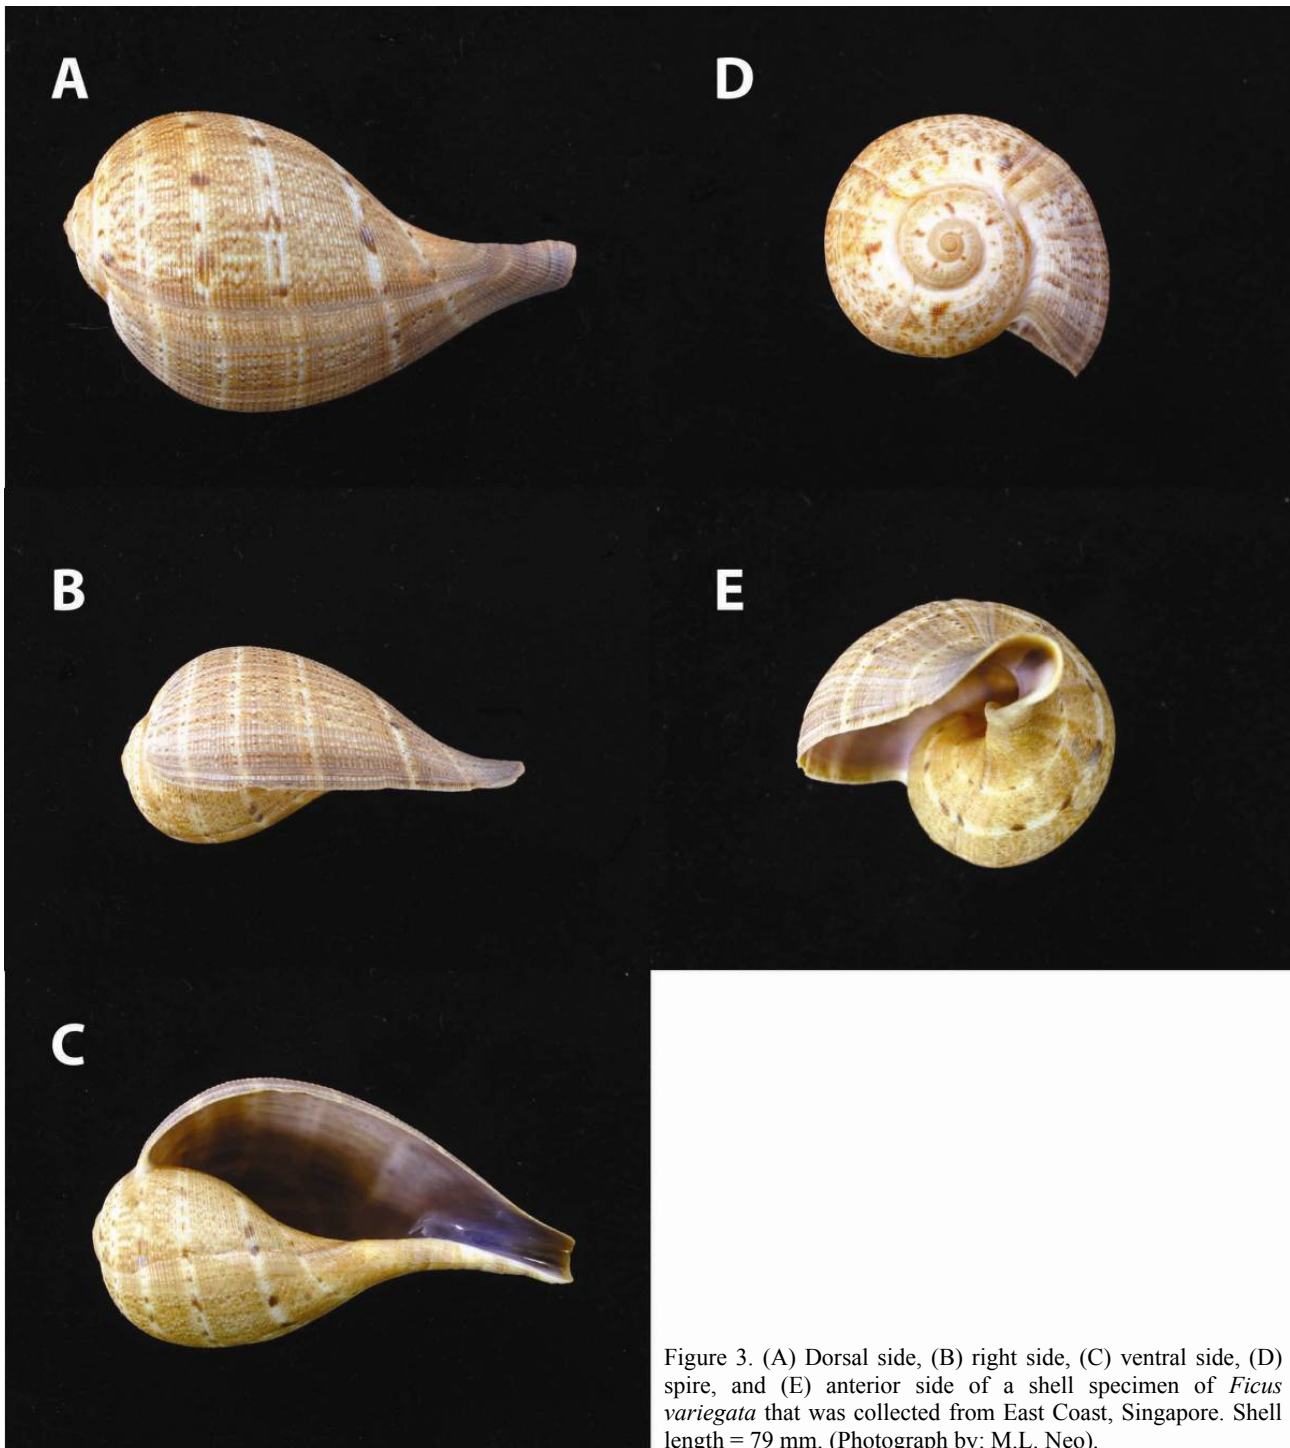 A
D
B
E
C
Figure 3. (A) Dorsal side, (B) right side, (C) ventral side, (D)
spire, and (E) anterior side of a shell specimen of Ficus
variegata that was collected from East Coast, Singapore. Shell
length = 79 mm. (Photograph by: M.L. Neo).